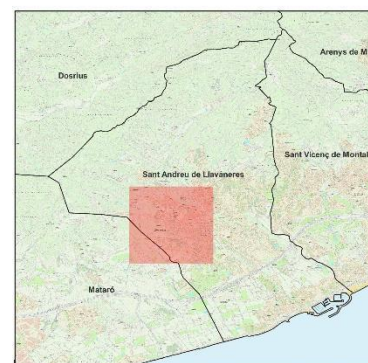 Arenys de M
Dosrius
Sant Vicenç de Montal
Sant Andreu de Llavaneres
Mataró